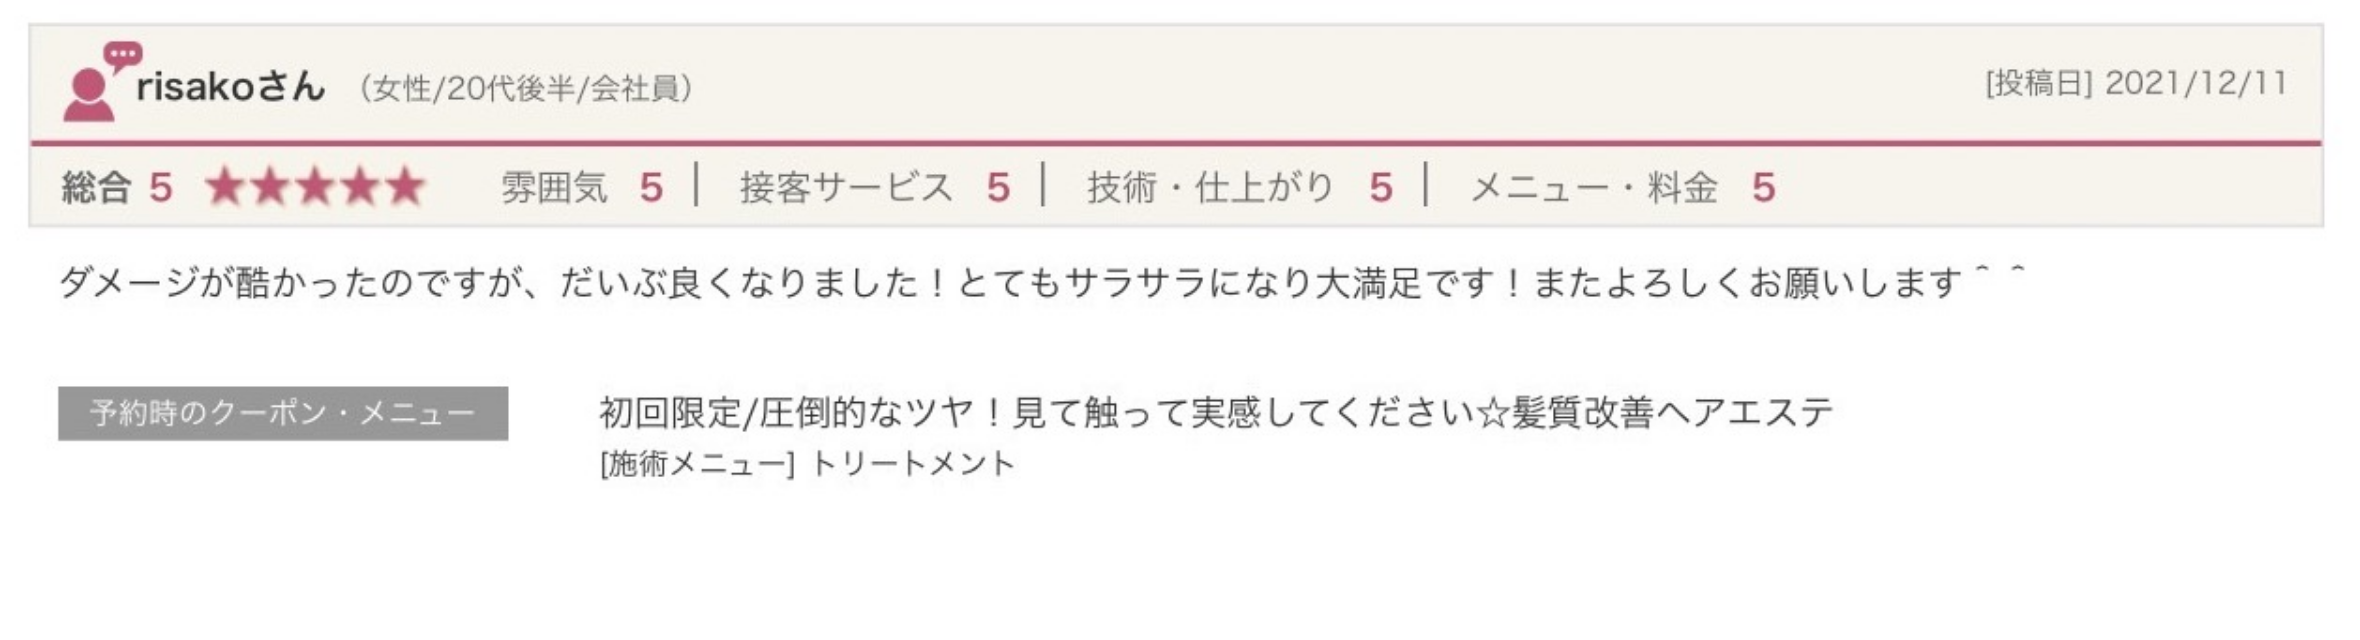 risakoさん （女性/20代後半/会社員） [投稿日] 2021/12/11
総合 5 ★★★★★ 雰囲気 5 | 接客サービス 5 | 技術・仕上がり 5 | メニュー・料金 5
ダメージが酷かったのですが、だいぶ良くなりました！とてもサラサラになり大満足です！またよろしくお願いします＾＾
予約時のクーポン・メニュー 初回限定/圧倒的なツヤ！見て触って実感してください☆髪質改善ヘアエステ
[施術メニュー] トリートメント